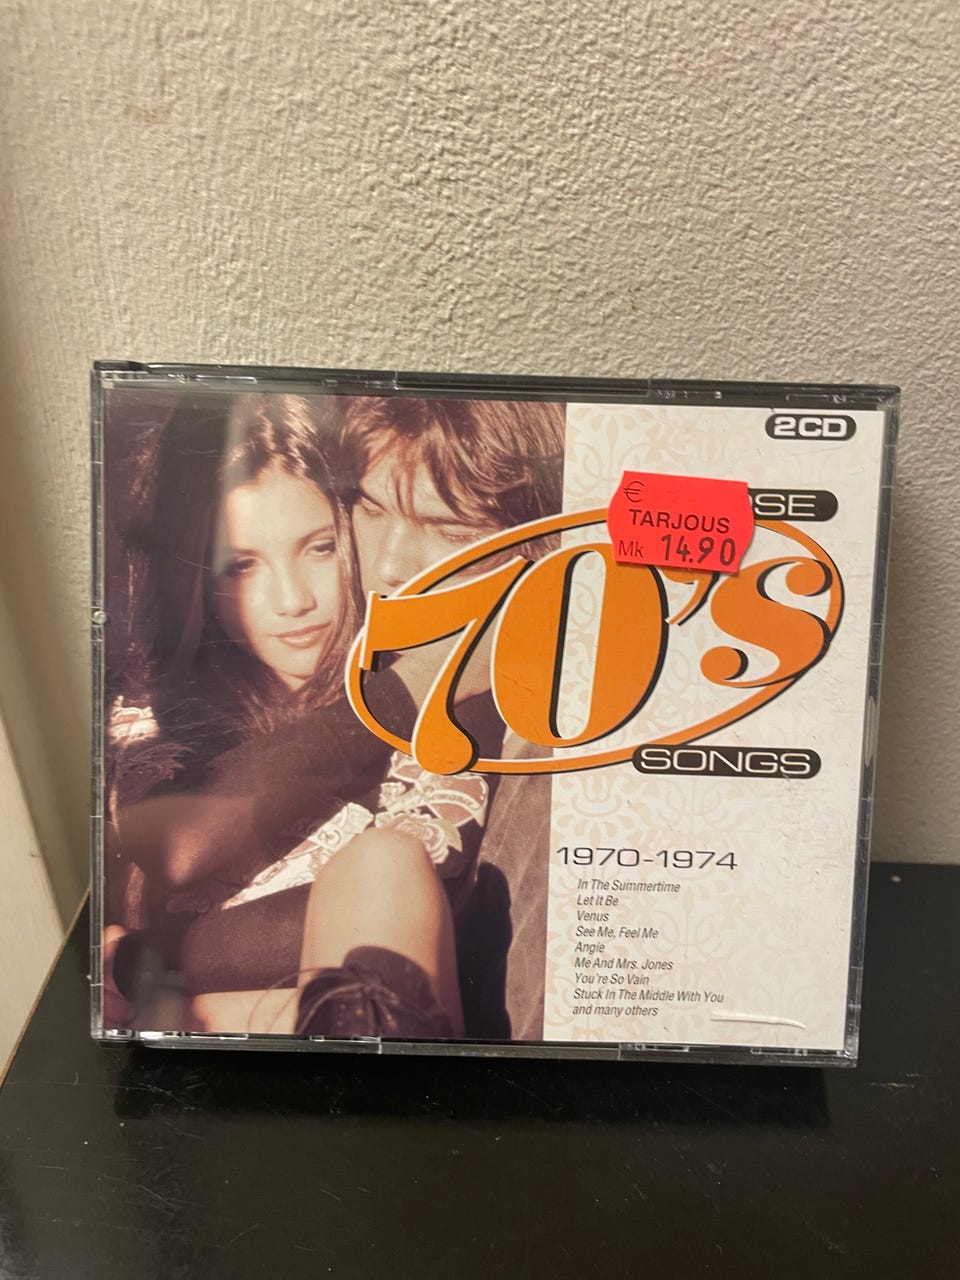 2CD
€
TARJOUS
Mk 14.90
70's
SONGS
1970-1974
In The Summertime
Let It Be
Venus
See Me, Feel Me
Angie
Me And Mrs. Jones
You're So Vain
Stuck In The Middle With You
and many others